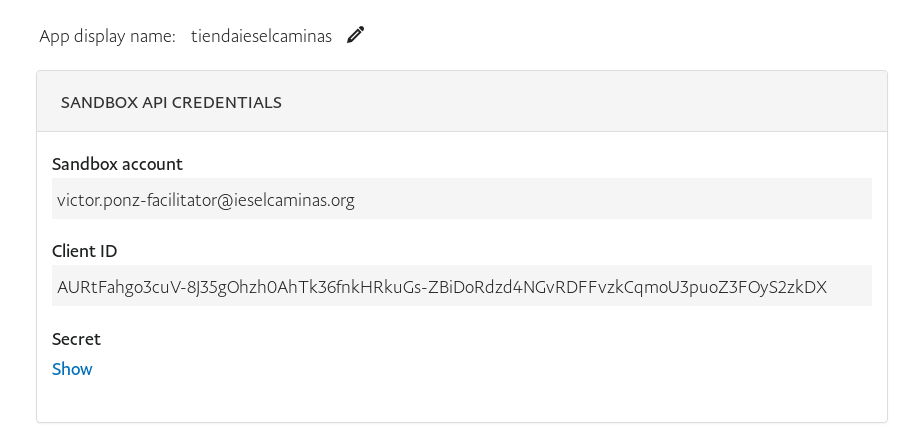 App display name: tiendaieselcaminas
SANDBOX API CREDENTIALS
Sandbox account
victor.ponz-facilitator@ieselcaminas.org
Client ID
AURtFahgo3cuV-8J35gOhzh0AhTk36fnkHRkuGs-ZBiDoRdzd4NGvRDFFvzkCqmoU3puoZ3FOyS2zkDX
Secret
Show